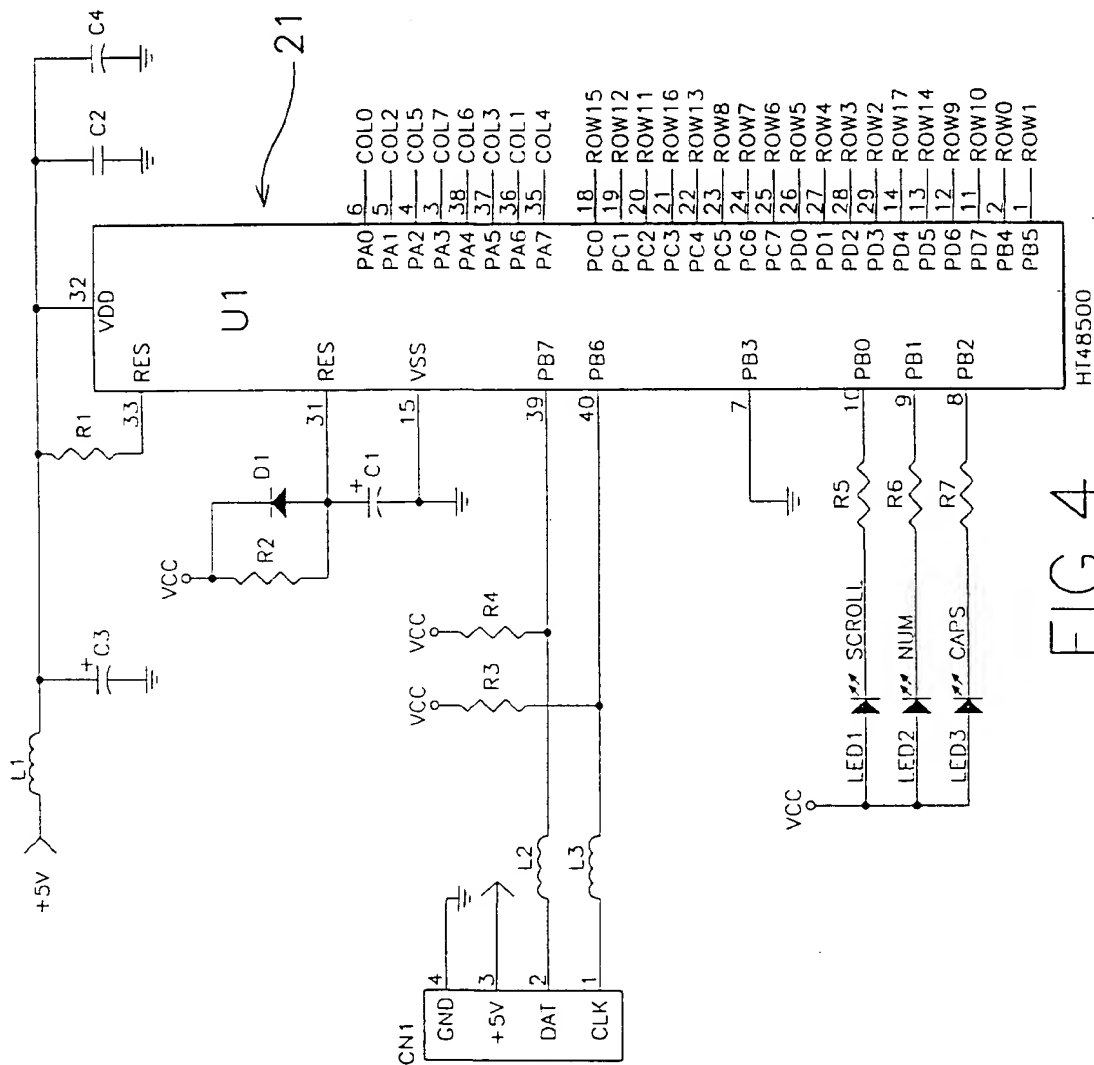 +5V
L1
C3
+
R1
C2
C4
21
32
VDD
33
RES
U1
VCC
R2
D1
C1
+
31
RES
15
VSS
VCC
R3
VCC
R4
39
PB7
40
PB6
7
PB3
CN1
GND 4
+5V 3
DAT 2
CLK 1
L2
L3
VCC
LED1 SCROLL R5 10 PB0
LED2 NUM R6 9 PB1
LED3 CAPS R7 8 PB2
PA0 6 COL0
PA1 5 COL2
PA2 4 COL5
PA3 3 COL7
PA4 38 COL6
PA5 37 COL3
PA6 36 COL1
PA7 35 COL4
PC0 18 ROW15
PC1 19 ROW12
PC2 20 ROW11
PC3 21 ROW16
PC4 22 ROW13
PC5 23 ROW8
PC6 24 ROW7
PC7 25 ROW6
PD0 26 ROW5
PD1 27 ROW4
PD2 28 ROW3
PD3 29 ROW2
PD4 14 ROW17
PD5 13 ROW14
PD6 12 ROW9
PD7 11 ROW10
PB4 2 ROW0
PB5 1 ROW1
HT48500
FIG 4